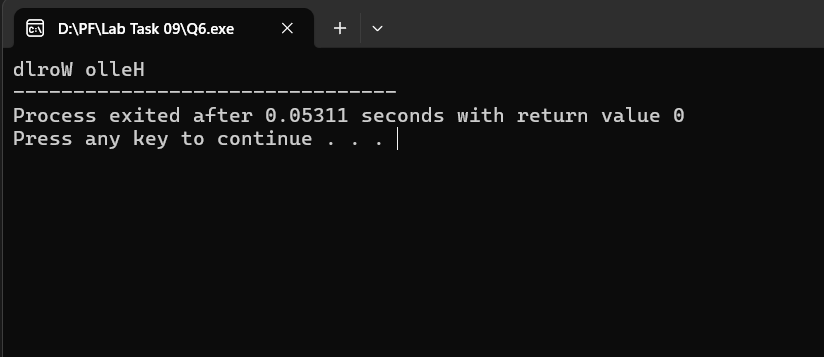 D:\PF\Lab Task 09\Q6.exe
dlroW olleH
--------------------------------
Process exited after 0.05311 seconds with return value 0
Press any key to continue . . .